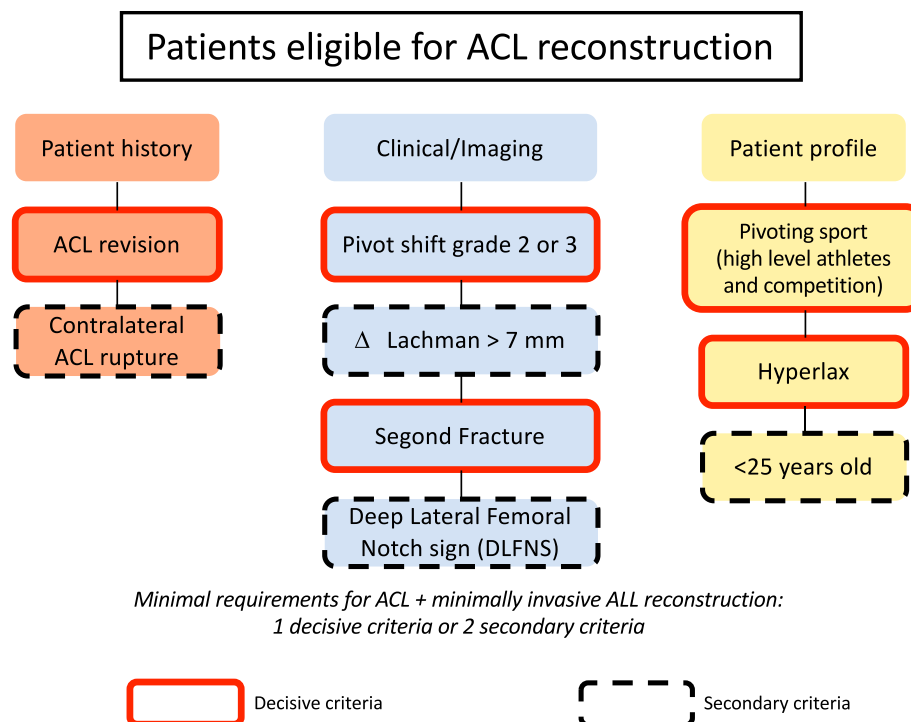 Patients eligible for ACL reconstruction
Patient history
ACL revision
Contralateral
ACL rupture
Clinical/Imaging
Pivot shift grade 2 or 3
Δ Lachman > 7 mm
Segond Fracture
Deep Lateral Femoral
Notch sign (DLFNS)
Patient profile
Pivoting sport
(high level athletes
and competition)
Hyperlax
<25 years old
Minimal requirements for ACL + minimally invasive ALL reconstruction:
1 decisive criteria or 2 secondary criteria
Decisive criteria
Secondary criteria